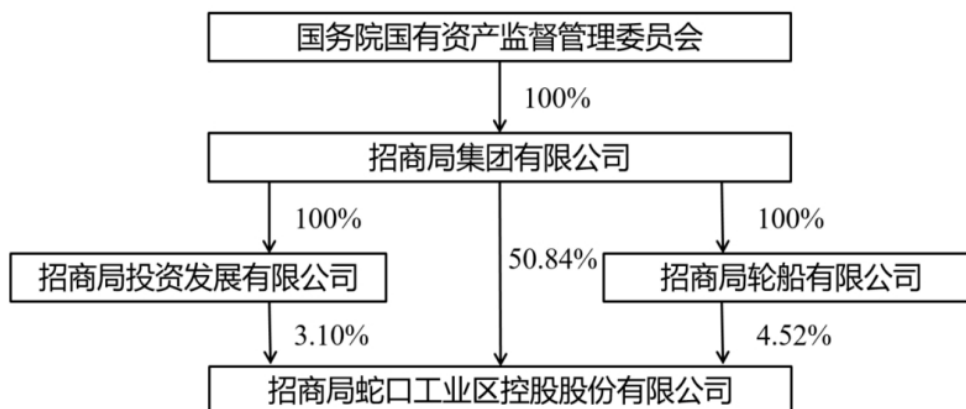 国务院国有资产监督管理委员会
100%
招商局集团有限公司
100%
100%
50.84%
招商局投资发展有限公司
招商局轮船有限公司
3.10%
4.52%
招商局蛇口工业区控股股份有限公司